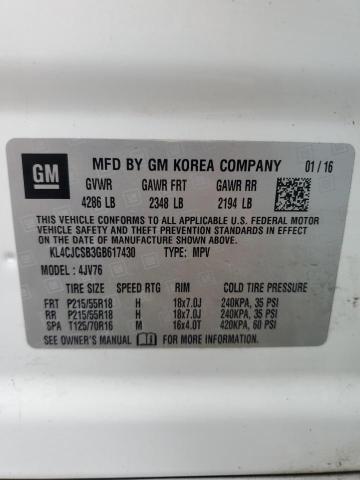 GM
MFD BY GM KOREA COMPANY 01/16
GVWR GAWR FRT GAWR RR
4286 LB 2348 LB 2194 LB
THIS VEHICLE CONFORMS TO ALL APPLICABLE U.S. FEDERAL MOTOR
VEHICLE SAFETY, BUMPER, AND THEFT PREVENTION STANDARDS
IN EFFECT ON THE DATE OF MANUFACTURE SHOWN ABOVE.
KL4CJCSB3GB617430 TYPE: MPV
MODEL : 4JV76
TIRE SIZE SPEED RTG RIM COLD TIRE PRESSURE
FRT P215/55R18 H 18x7.0J 240KPA, 35 PSI
RR P215/55R18 H 18x7.0J 240KPA, 35 PSI
SPA T125/70R16 M 16x4.0T 420KPA, 60 PSI
SEE OWNER'S MANUAL FOR ADDITIONAL INFORMATION.